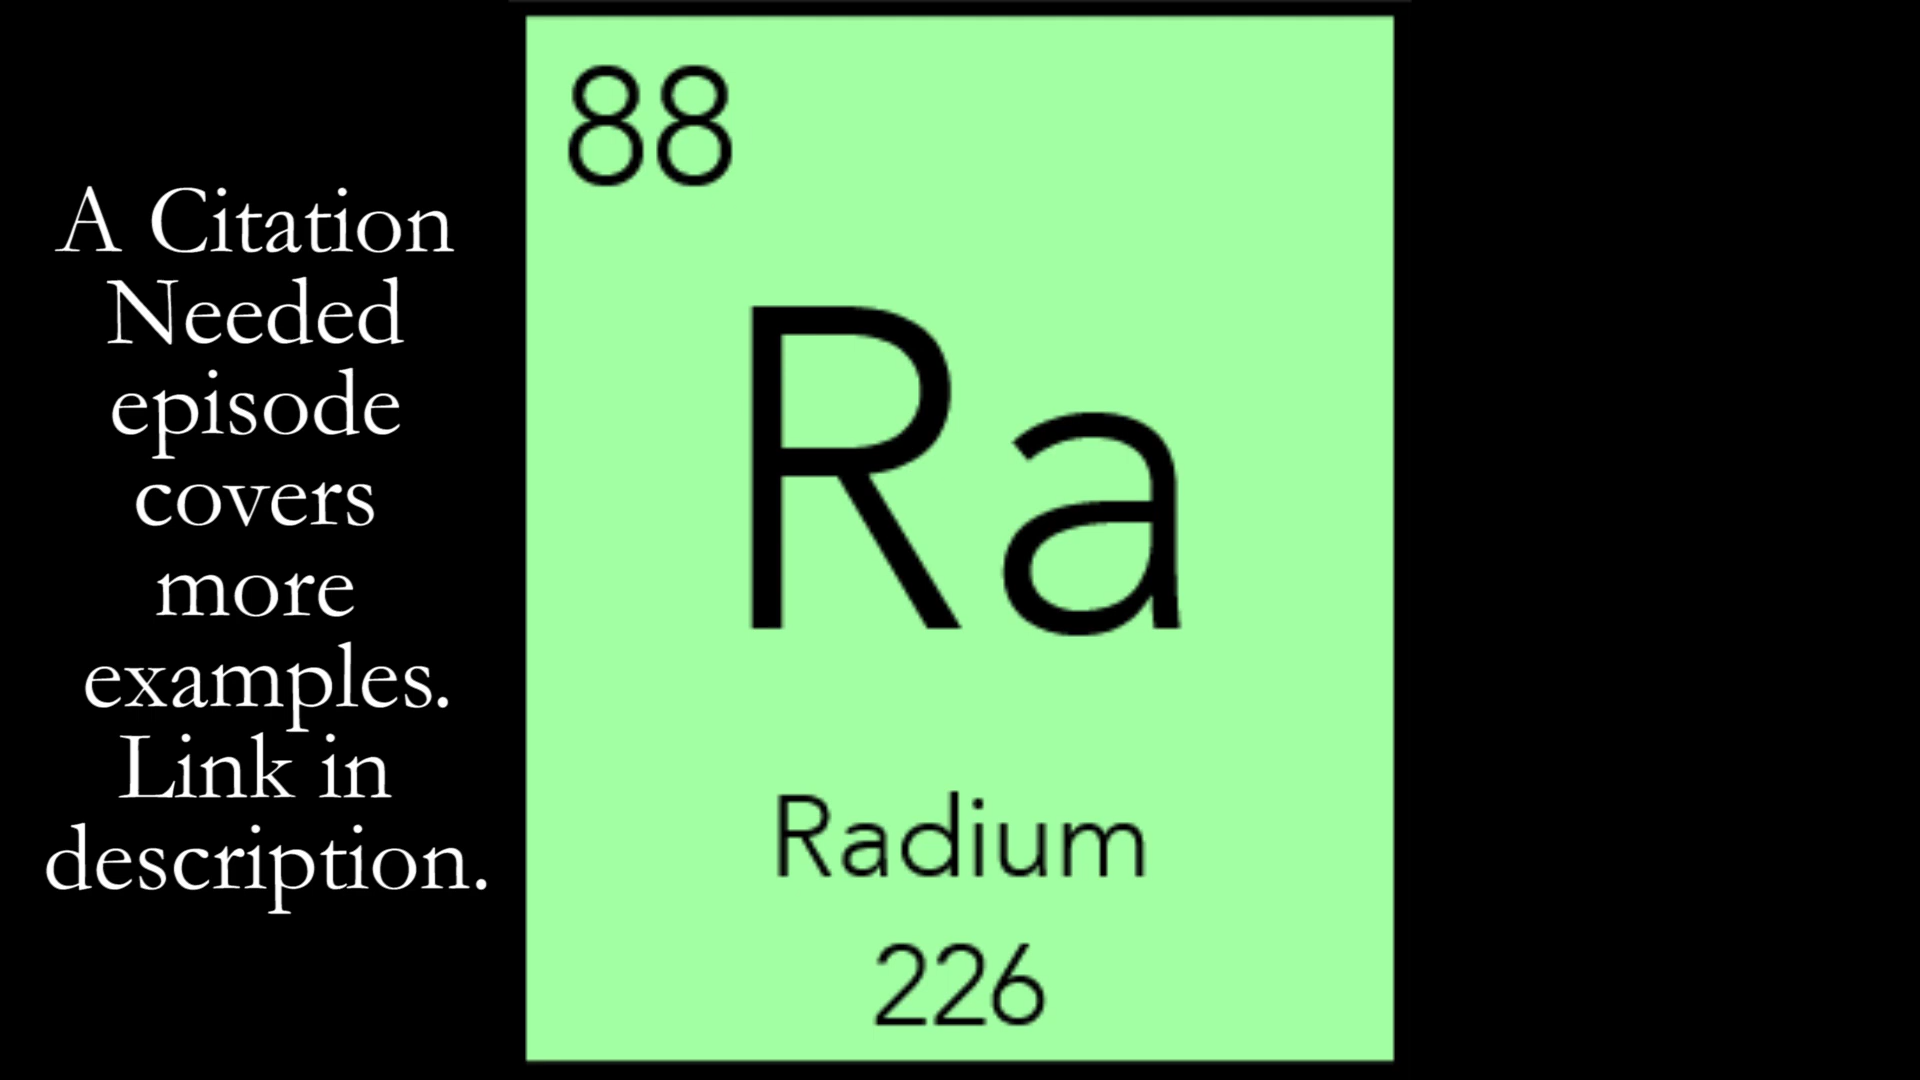 A Citation
Needed
episode
covers
more
examples.
Link in
description.
88
Ra
Radium
226